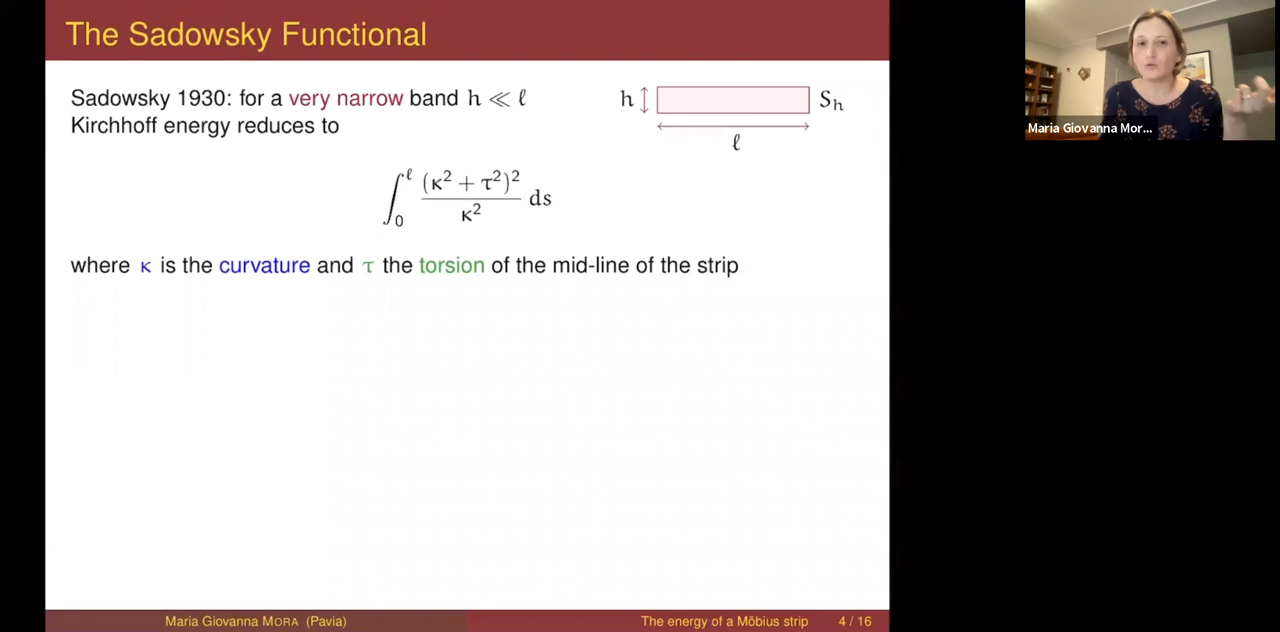 The Sadowsky Functional
Sadowsky 1930: for a very narrow band h ≪ ℓ
Kirchhoff energy reduces to
h ↕ S_h
ℓ
∫₀^ℓ (κ² + τ²)² / κ² ds
where κ is the curvature and τ the torsion of the mid-line of the strip
Maria Giovanna Mor...
Maria Giovanna MORA (Pavia)
The energy of a Möbius strip 4 / 16